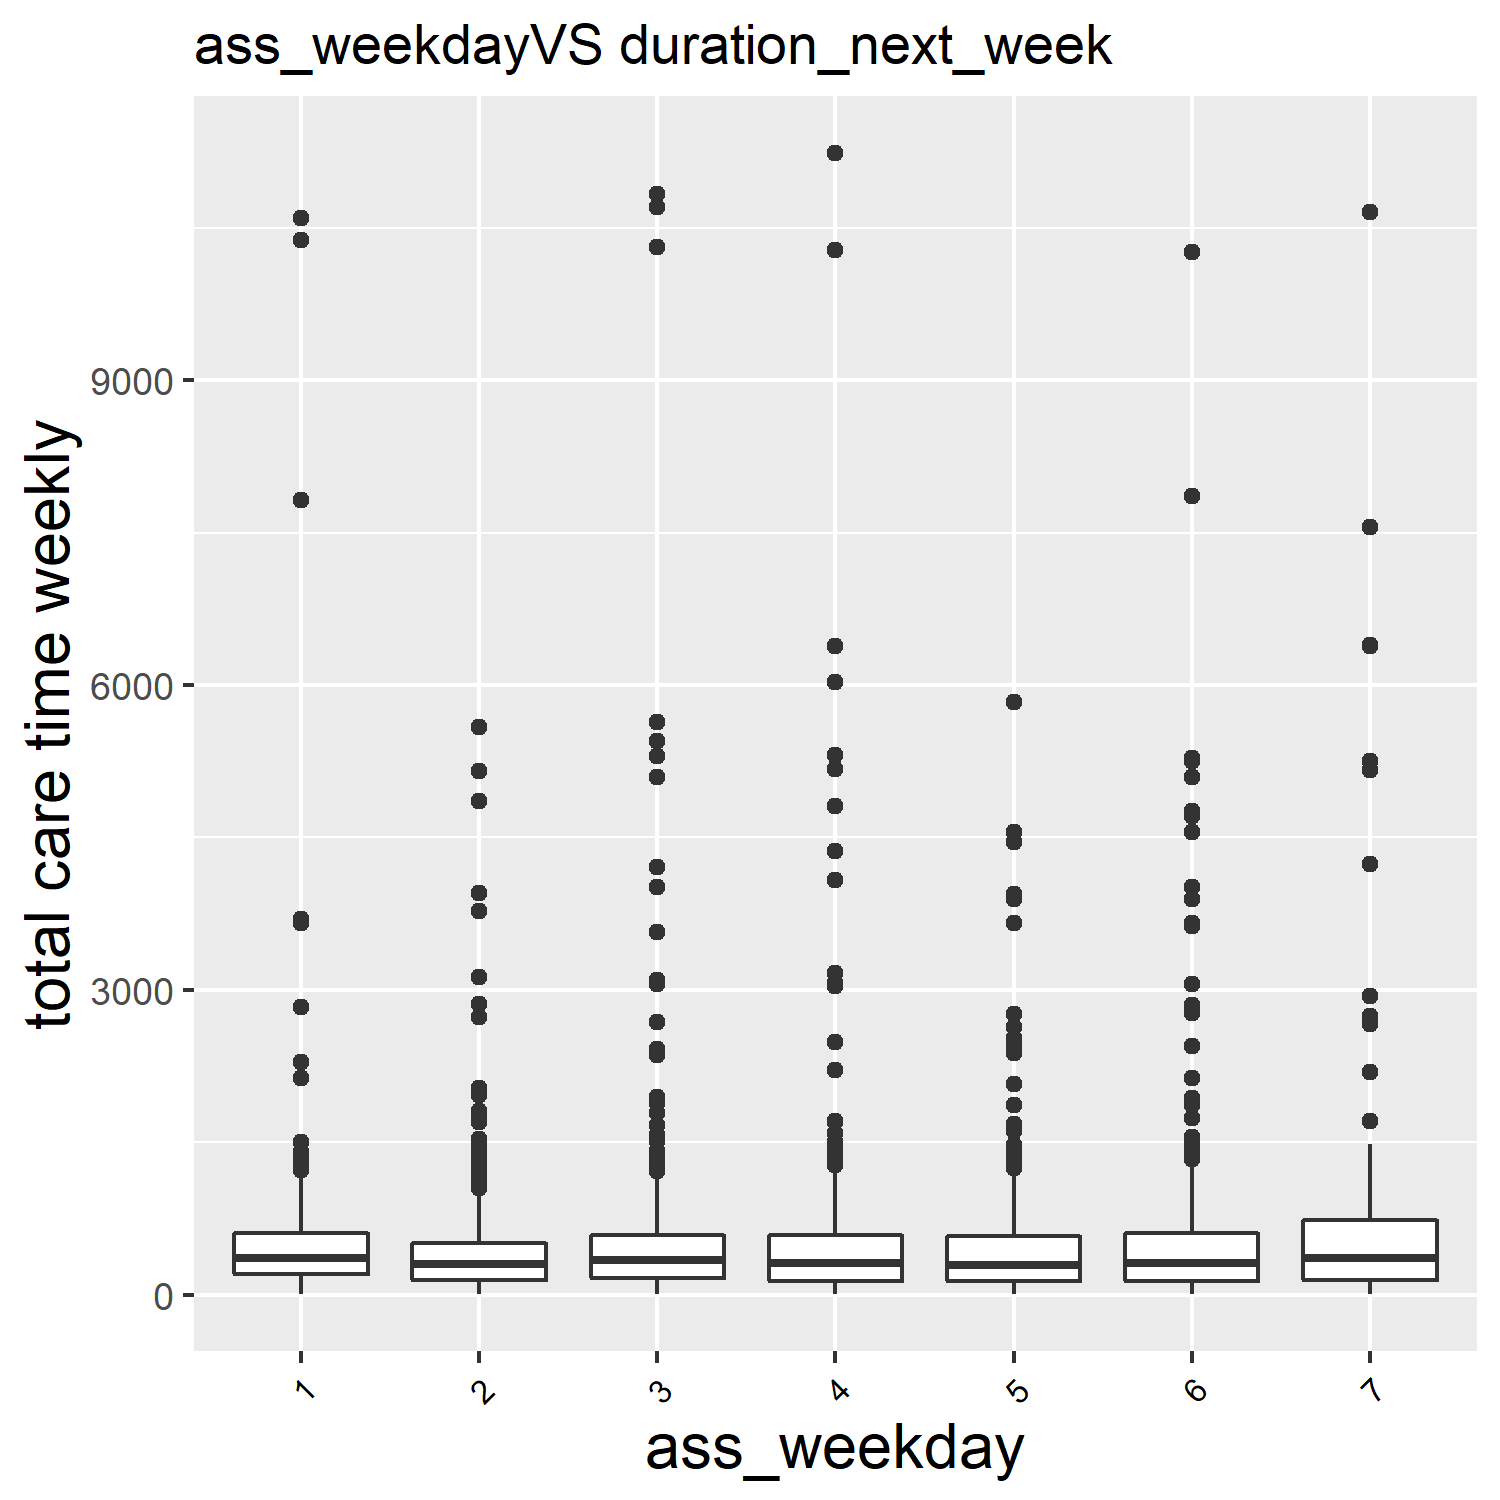 ass_weekdayVS duration_next_week
total care time weekly
9000
6000
3000
0
1 2 3 4 5 6 7
ass_weekday